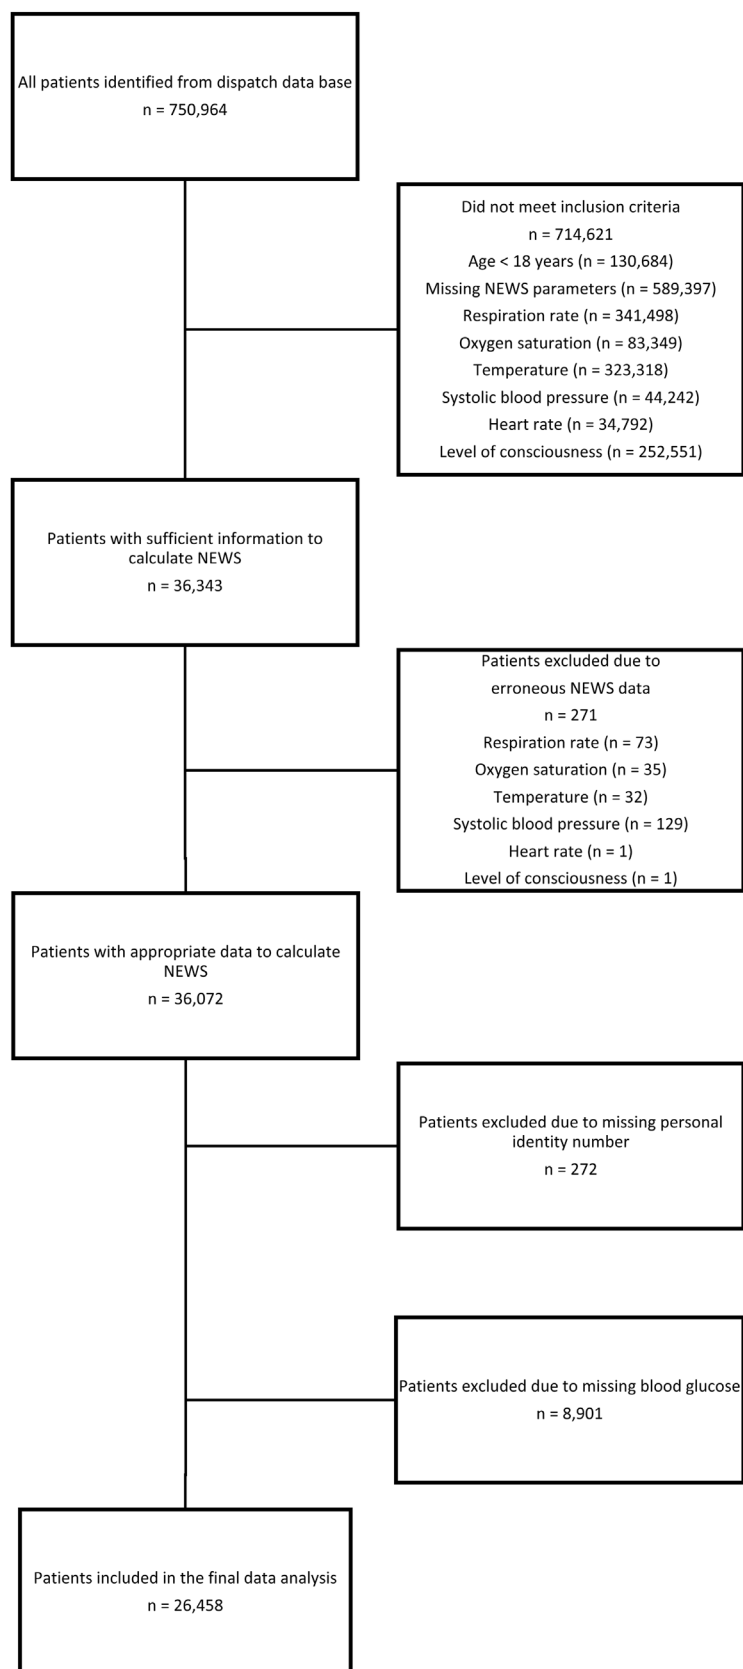 All patients identified from dispatch data base
n = 750,964
Did not meet inclusion criteria
n = 714,621
Age < 18 years (n = 130,684)
Missing NEWS parameters (n = 589,397)
Respiration rate (n = 341,498)
Oxygen saturation (n = 83,349)
Temperature (n = 323,318)
Systolic blood pressure (n = 44,242)
Heart rate (n = 34,792)
Level of consciousness (n = 252,551)
Patients with sufficient information to
calculate NEWS
n = 36,343
Patients excluded due to
erroneous NEWS data
n = 271
Respiration rate (n = 73)
Oxygen saturation (n = 35)
Temperature (n = 32)
Systolic blood pressure (n = 129)
Heart rate (n = 1)
Level of consciousness (n = 1)
Patients with appropriate data to calculate
NEWS
n = 36,072
Patients excluded due to missing personal
identity number
n = 272
Patients excluded due to missing blood glucose
n = 8,901
Patients included in the final data analysis
n = 26,458